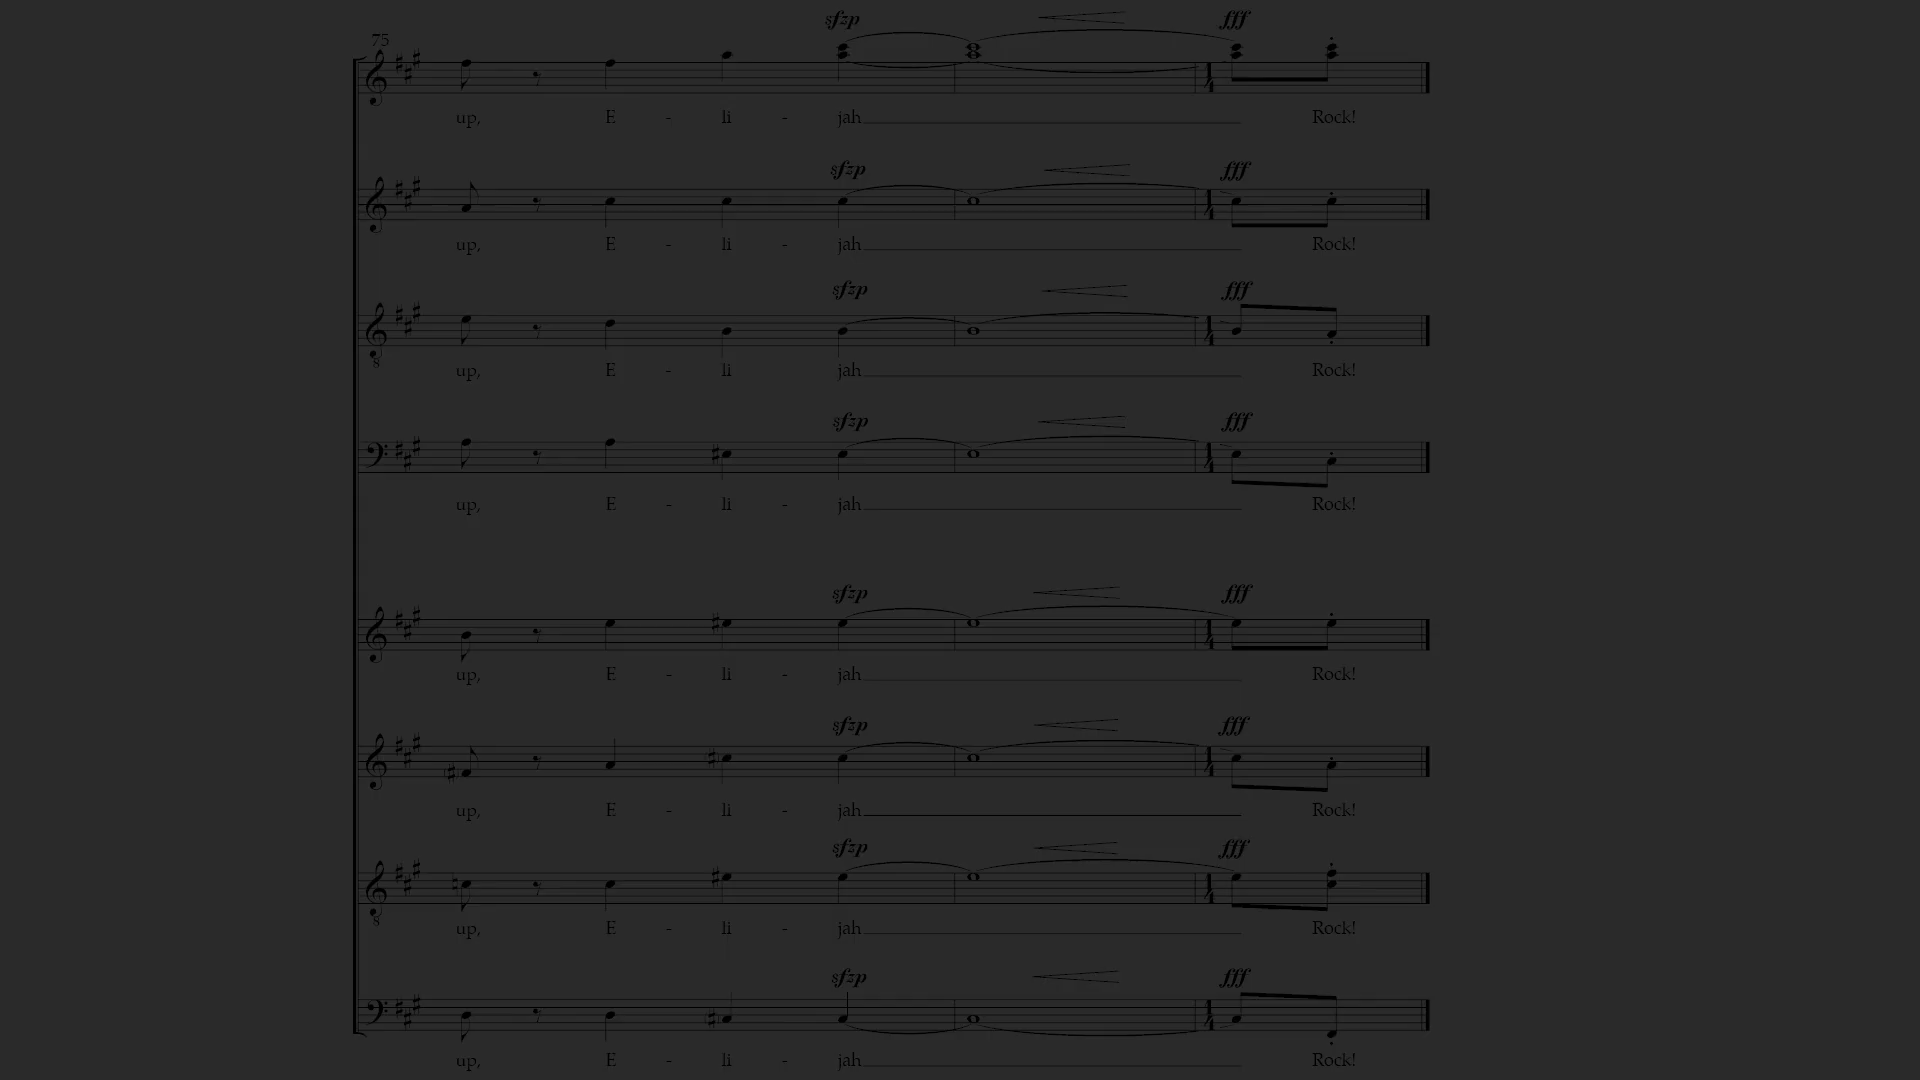 sfzp fff
75
up, E - li - jah Rock!
sfzp fff
up, E - li - jah Rock!
sfzp fff
8
up, E - li - jah Rock!
sfzp fff
up, E - li - jah Rock!
sfzp fff
up, E - li - jah Rock!
sfzp fff
up, E - li - jah Rock!
sfzp fff
8
up, E - li - jah Rock!
sfzp fff
up, E - li - jah Rock!